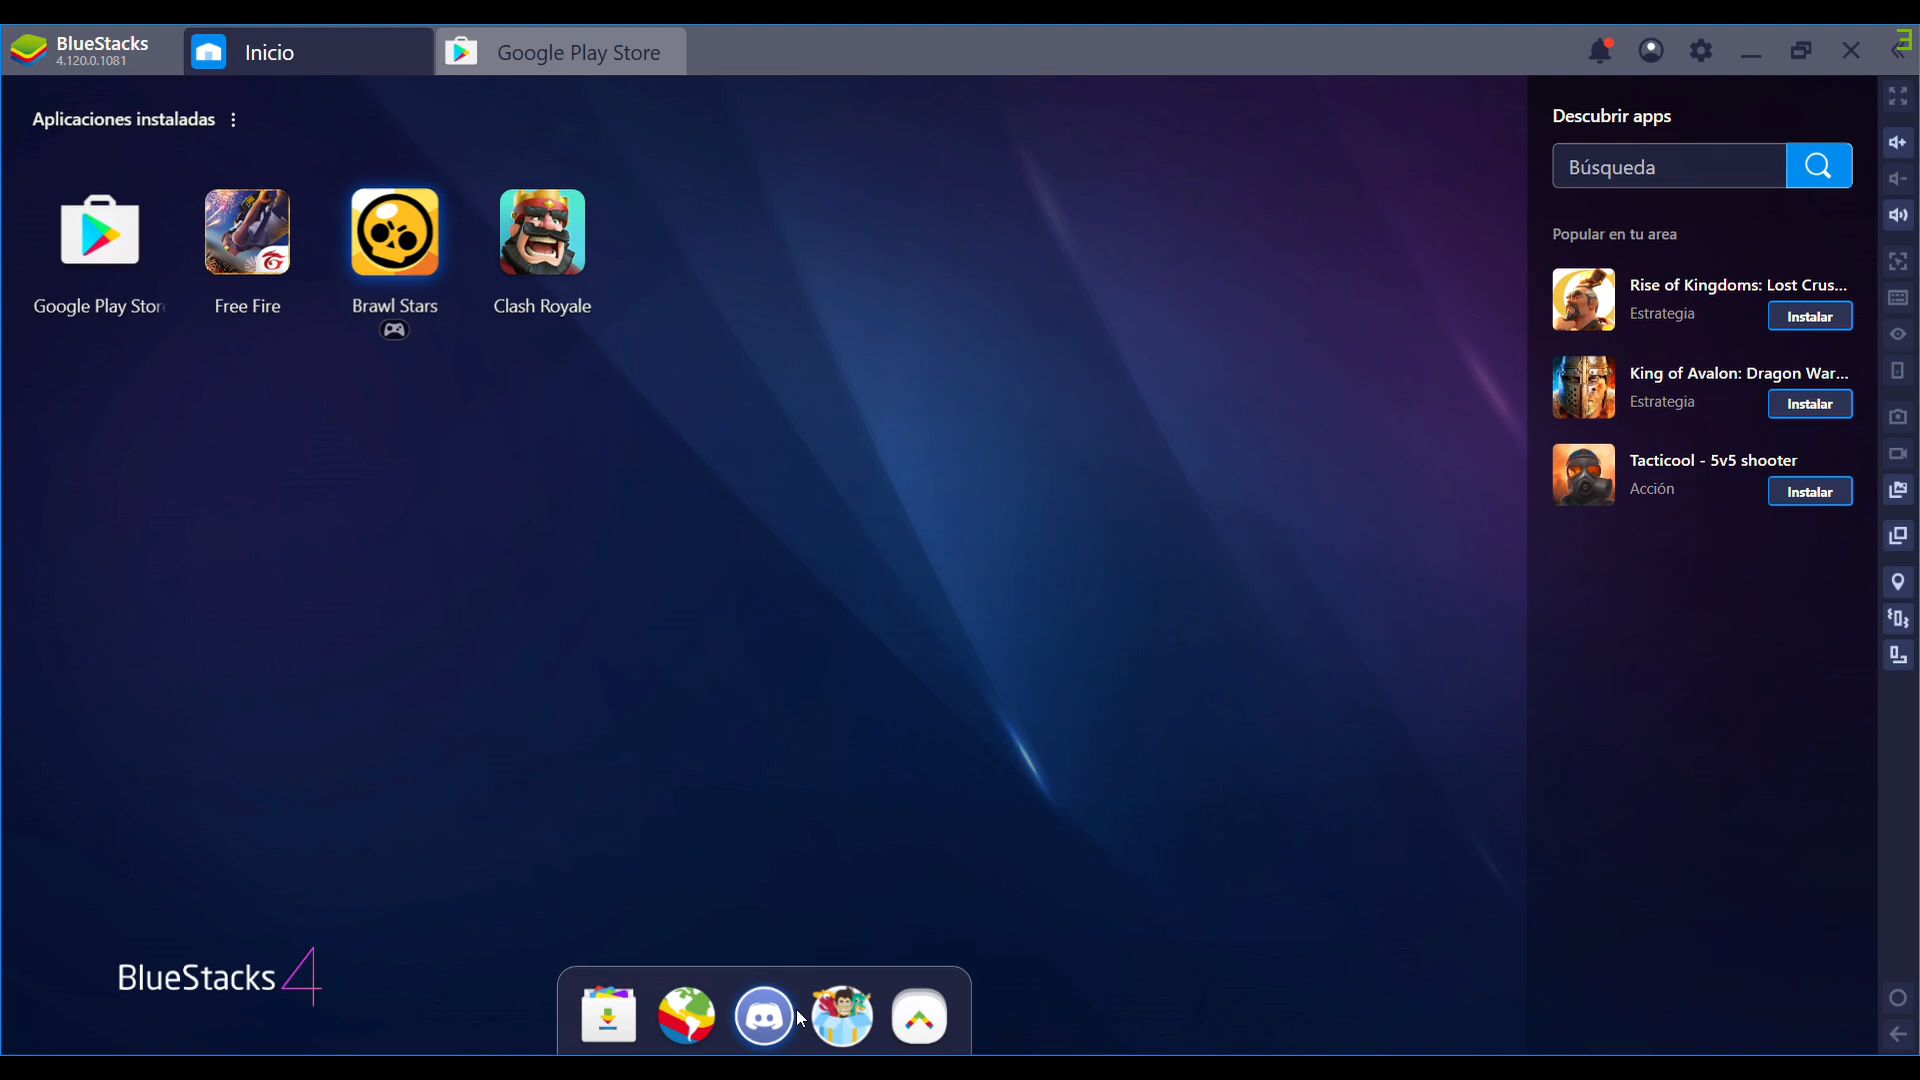 BlueStacks
4.120.0.1081
Inicio
Google Play Store
3
Aplicaciones instaladas
Google Play Stor
Free Fire
Brawl Stars
Clash Royale
Descubrir apps
Búsqueda
Popular en tu area
Rise of Kingdoms: Lost Crus...
Estrategia
Instalar
King of Avalon: Dragon War...
Estrategia
Instalar
Tacticool - 5v5 shooter
Acción
Instalar
BlueStacks 4